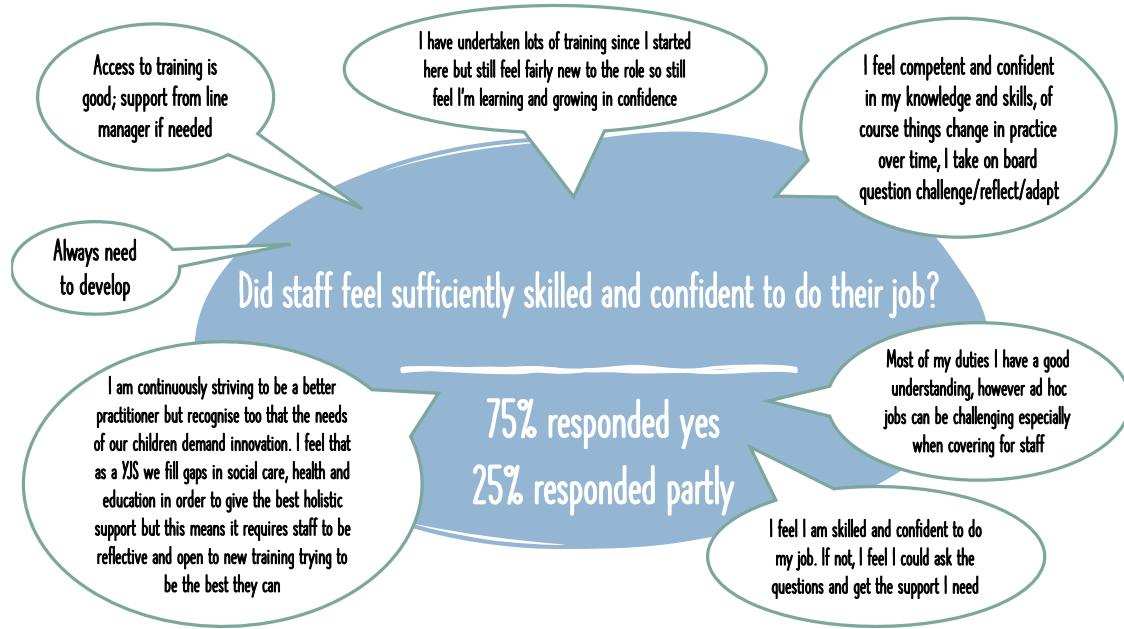 Access to training is
good; support from line
manager if needed
I have undertaken lots of training since I started
here but still feel fairly new to the role so still
feel I'm learning and growing in confidence
I feel competent and confident
in my knowledge and skills, of
course things change in practice
over time, I take on board
question challenge/reflect/adapt
Always need
to develop
Did staff feel sufficiently skilled and confident to do their job?
75% responded yes
25% responded partly
I am continuously striving to be a better
practitioner but recognise too that the needs
of our children demand innovation. I feel that
as a YJS we fill gaps in social care, health and
education in order to give the best holistic
support but this means it requires staff to be
reflective and open to new training trying to
be the best they can
Most of my duties I have a good
understanding, however ad hoc
jobs can be challenging especially
when covering for staff
I feel I am skilled and confident to do
my job. If not, I feel I could ask the
questions and get the support I need